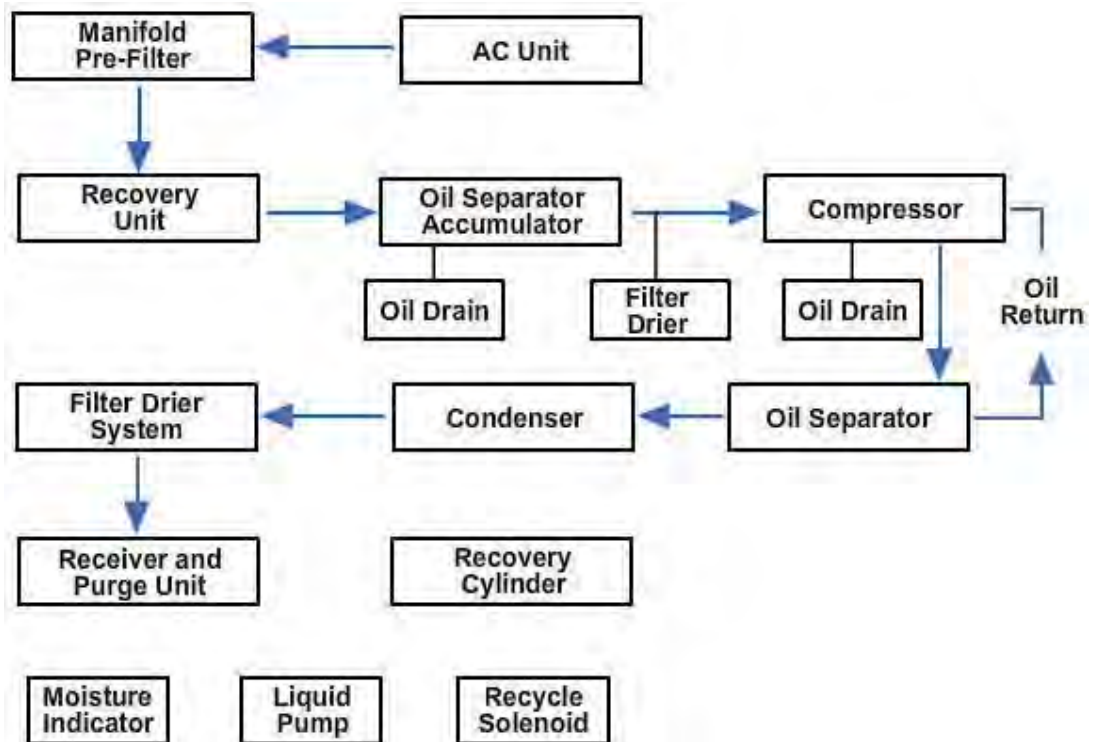 Manifold
Pre-Filter
AC Unit
Recovery
Unit
Oil Separator
Accumulator
Compressor
Oil Drain
Filter
Drier
Oil Drain
Oil
Return
Filter Drier
System
Condenser
Oil Separator
Receiver and
Purge Unit
Recovery
Cylinder
Moisture
Indicator
Liquid
Pump
Recycle
Solenoid